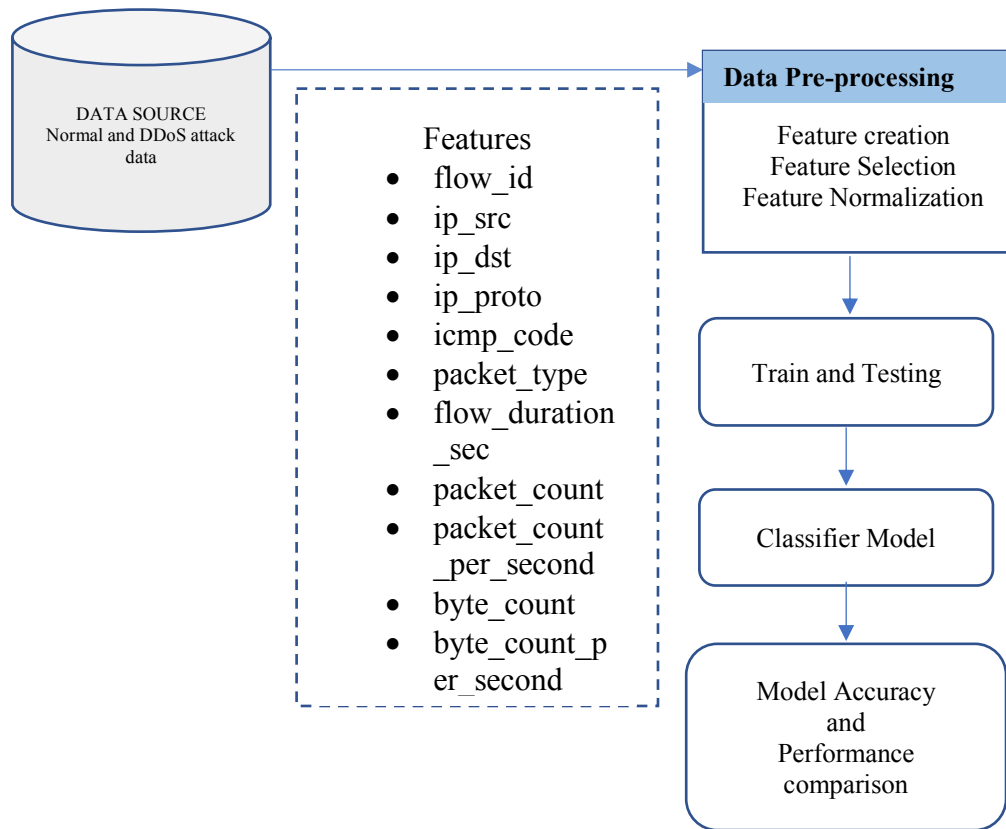 DATA SOURCE
Normal and DDoS attack
data
Features
• flow_id
• ip_src
• ip_dst
• ip_proto
• icmp_code
• packet_type
• flow_duration
_sec
• packet_count
• packet_count
_per_second
• byte_count
• byte_count_p
er_second
Data Pre-processing
Feature creation
Feature Selection
Feature Normalization
Train and Testing
Classifier Model
Model Accuracy
and
Performance
comparison